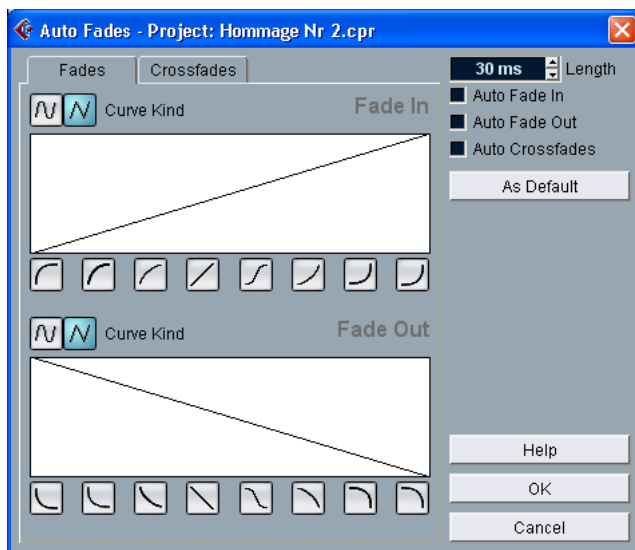 Auto Fades - Project: Hommage Nr 2.cpr
Fades
Crossfades
30 ms
Length
Auto Fade In
Auto Fade Out
Auto Crossfades
As Default
Curve Kind
Fade In
Curve Kind
Fade Out
Help
OK
Cancel